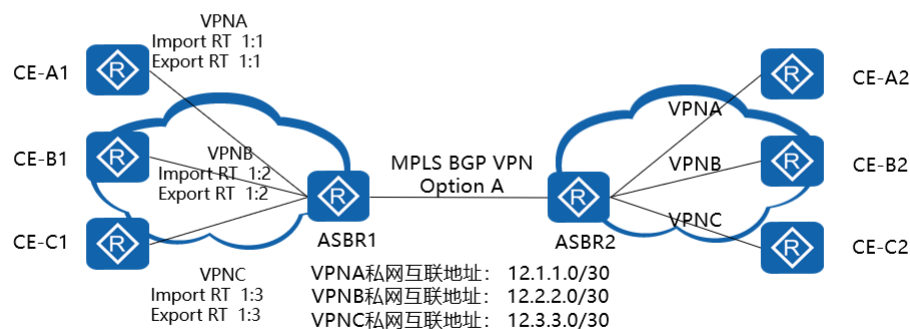 VPNA
Import RT 1:1
Export RT 1:1
CE-A1
R
CE-B1
R
VPNB
Import RT 1:2
Export RT 1:2
CE-C1
R
VPNC
Import RT 1:3
Export RT 1:3
R
ASBR1
MPLS BGP VPN
Option A
R
ASBR2
VPNA
VPNB
VPNC
R
CE-A2
R
CE-B2
R
CE-C2
VPNA私网互联地址： 12.1.1.0/30
VPNB私网互联地址： 12.2.2.0/30
VPNC私网互联地址： 12.3.3.0/30